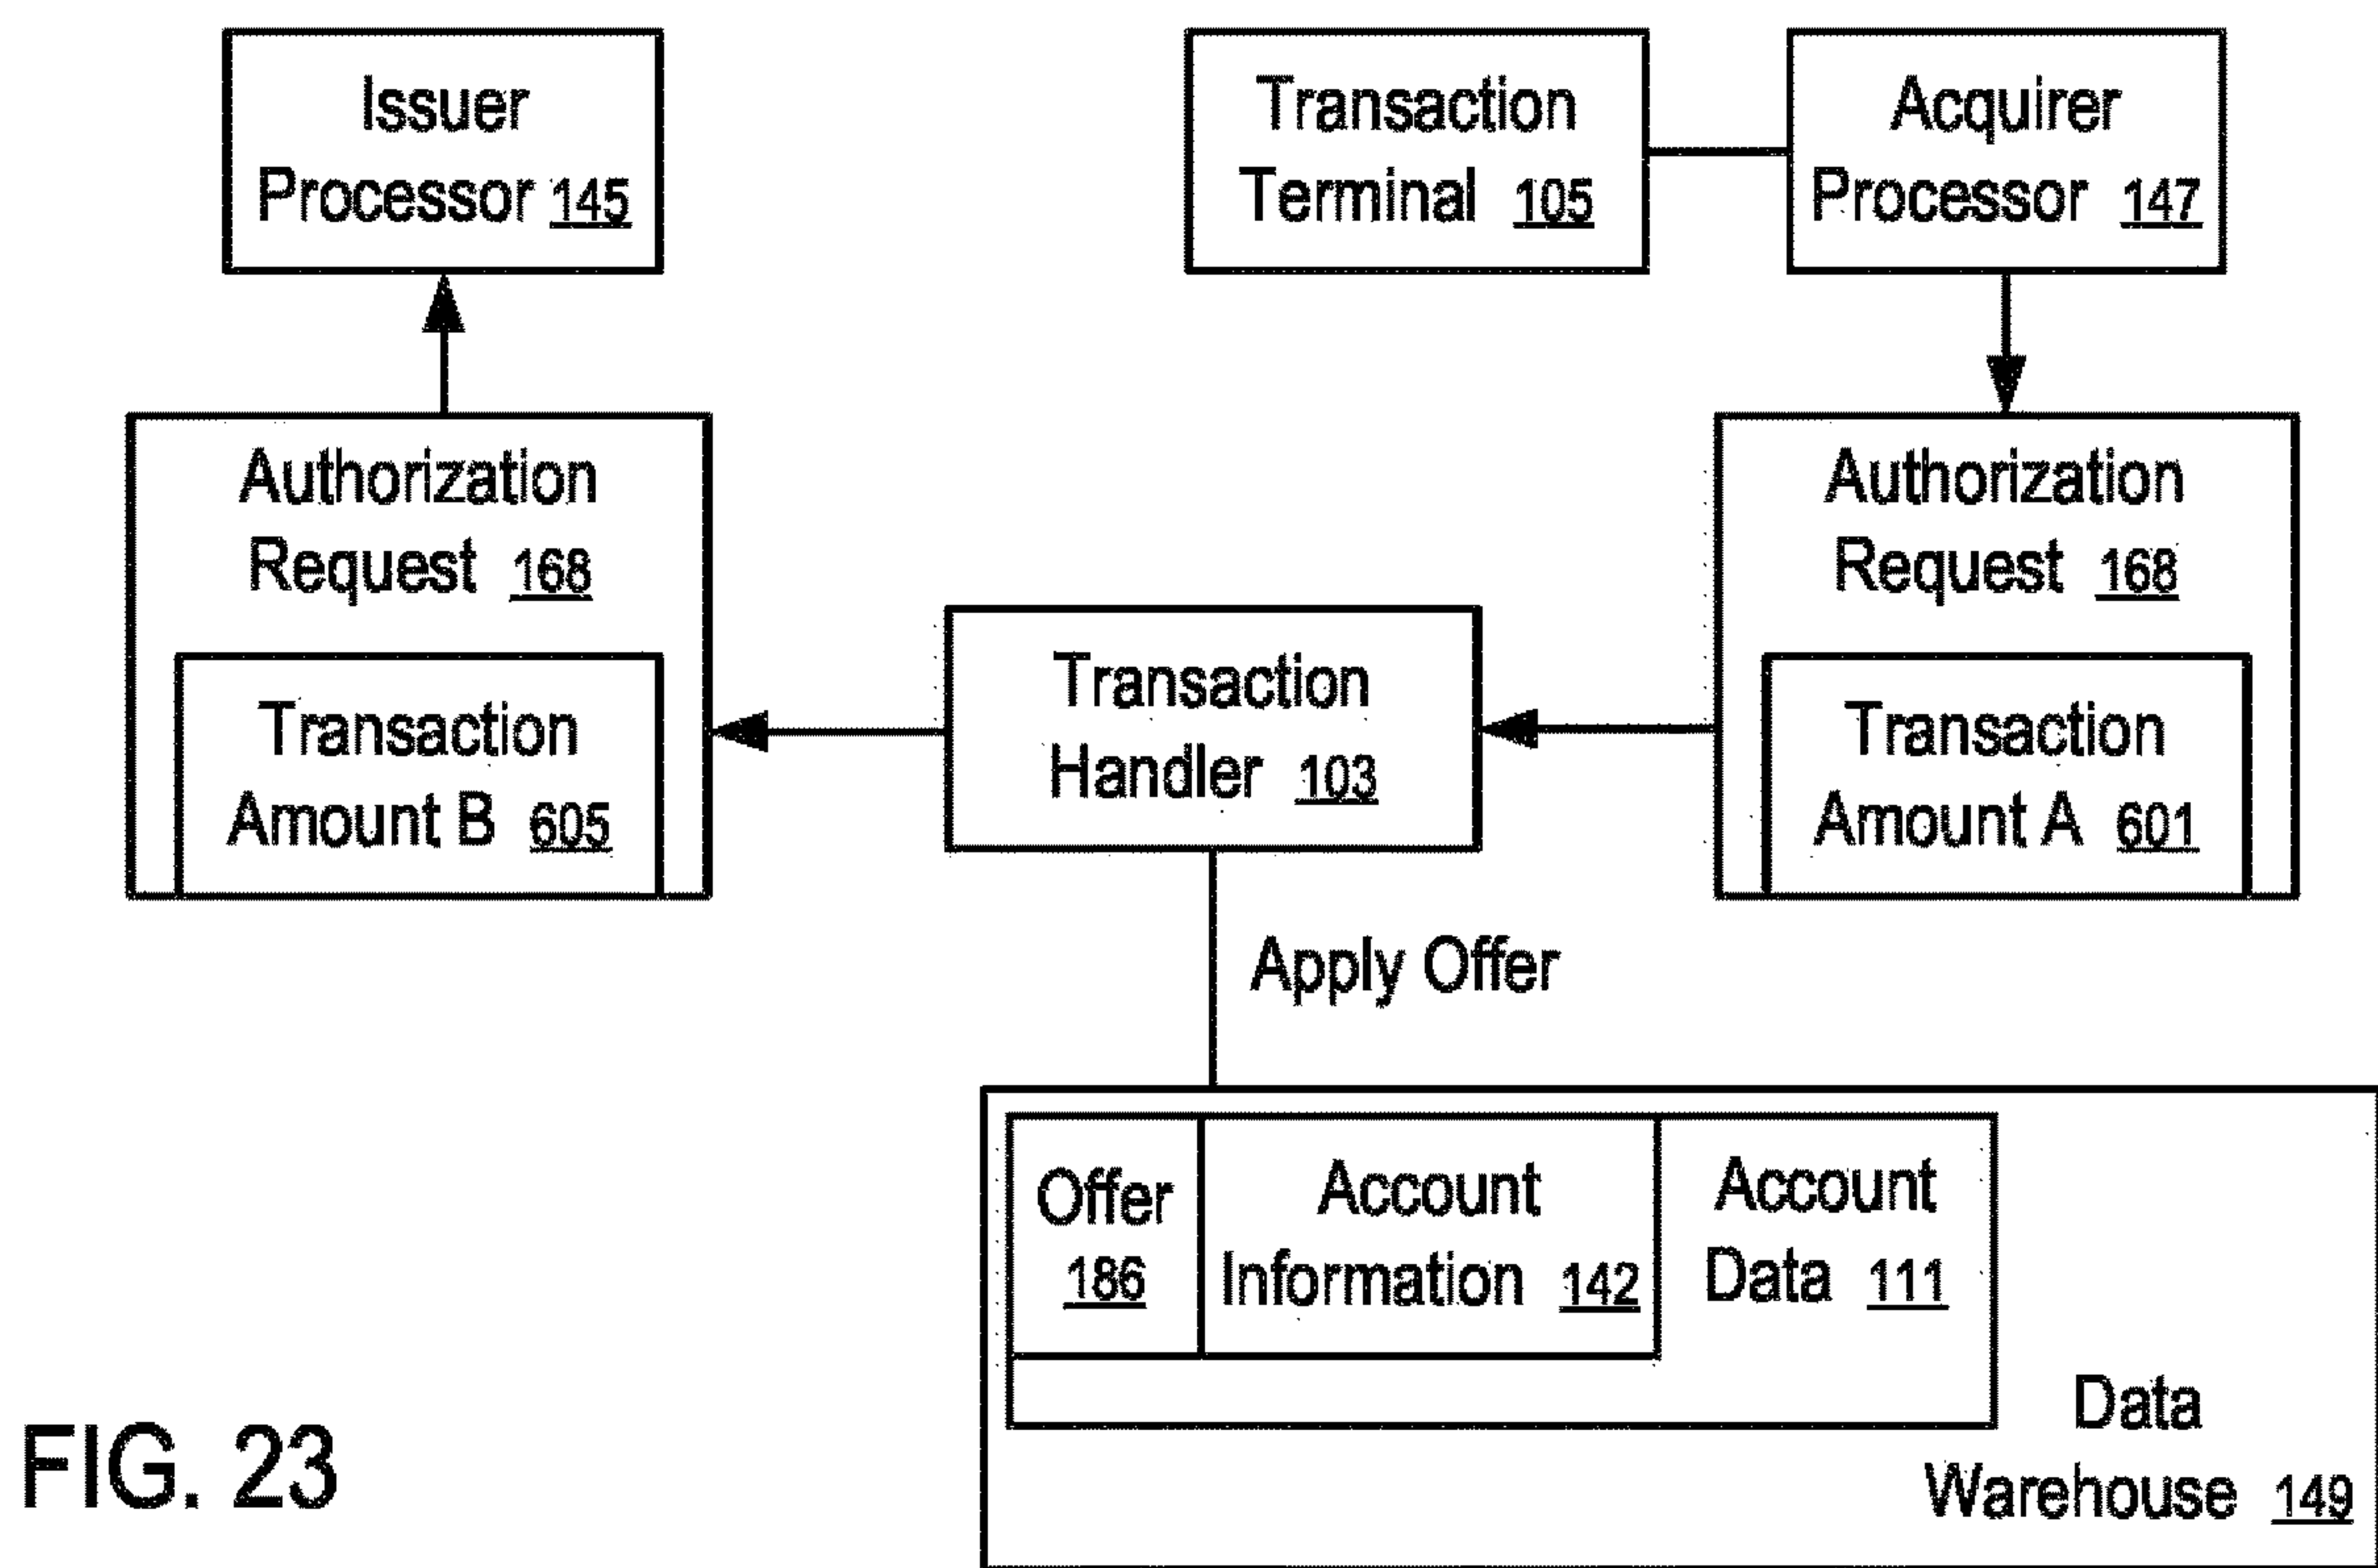 Issuer
Processor 145
Transaction
Terminal 105
Acquirer
Processor 147
Authorization
Request 168
Transaction
Amount B 605
Transaction
Handler 103
Authorization
Request 168
Transaction
Amount A 601
Apply Offer
Offer
186
Account
Information 142
Account
Data 111
Data
Warehouse 149
FIG. 23